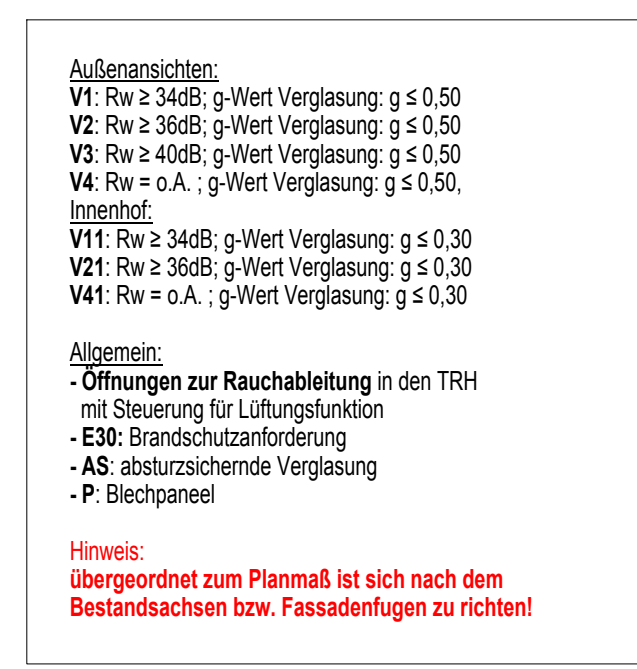 Außenansichten:
V1: Rw ≥ 34dB; g-Wert Verglasung: g ≤ 0,50
V2: Rw ≥ 36dB; g-Wert Verglasung: g ≤ 0,50
V3: Rw ≥ 40dB; g-Wert Verglasung: g ≤ 0,50
V4: Rw = o.A. ; g-Wert Verglasung: g ≤ 0,50,
Innenhof:
V11: Rw ≥ 34dB; g-Wert Verglasung: g ≤ 0,30
V21: Rw ≥ 36dB; g-Wert Verglasung: g ≤ 0,30
V41: Rw = o.A. ; g-Wert Verglasung: g ≤ 0,30
Allgemein:
- Öffnungen zur Rauchableitung in den TRH
mit Steuerung für Lüftungsfunktion
- E30: Brandschutzanforderung
- AS: absturzsichernde Verglasung
- P: Blechpaneel
Hinweis:
übergeordnet zum Planmaß ist sich nach dem
Bestandsachsen bzw. Fassadenfugen zu richten!